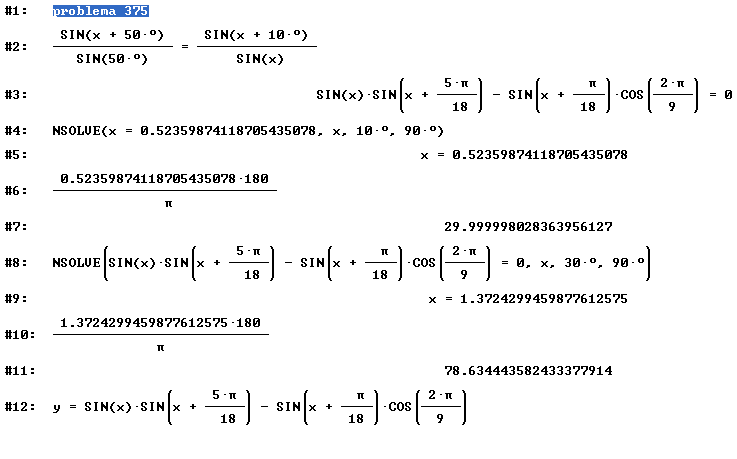 #1: problema 375
#2: SIN(x + 50·°) / SIN(50·°) = SIN(x + 10·°) / SIN(x)
#3: SIN(x)·SIN(x + 5·π/18) - SIN(x + π/18)·COS(2·π/9) = 0
#4: NSOLVE(x = 0.52359874118705435078, x, 10·°, 90·°)
#5: x = 0.52359874118705435078
#6: 0.52359874118705435078·180 / π
#7: 29.999998028363956127
#8: NSOLVE(SIN(x)·SIN(x + 5·π/18) - SIN(x + π/18)·COS(2·π/9) = 0, x, 30·°, 90·°)
#9: x = 1.3724299459877612575
#10: 1.3724299459877612575·180 / π
#11: 78.634443582433377914
#12: y = SIN(x)·SIN(x + 5·π/18) - SIN(x + π/18)·COS(2·π/9)